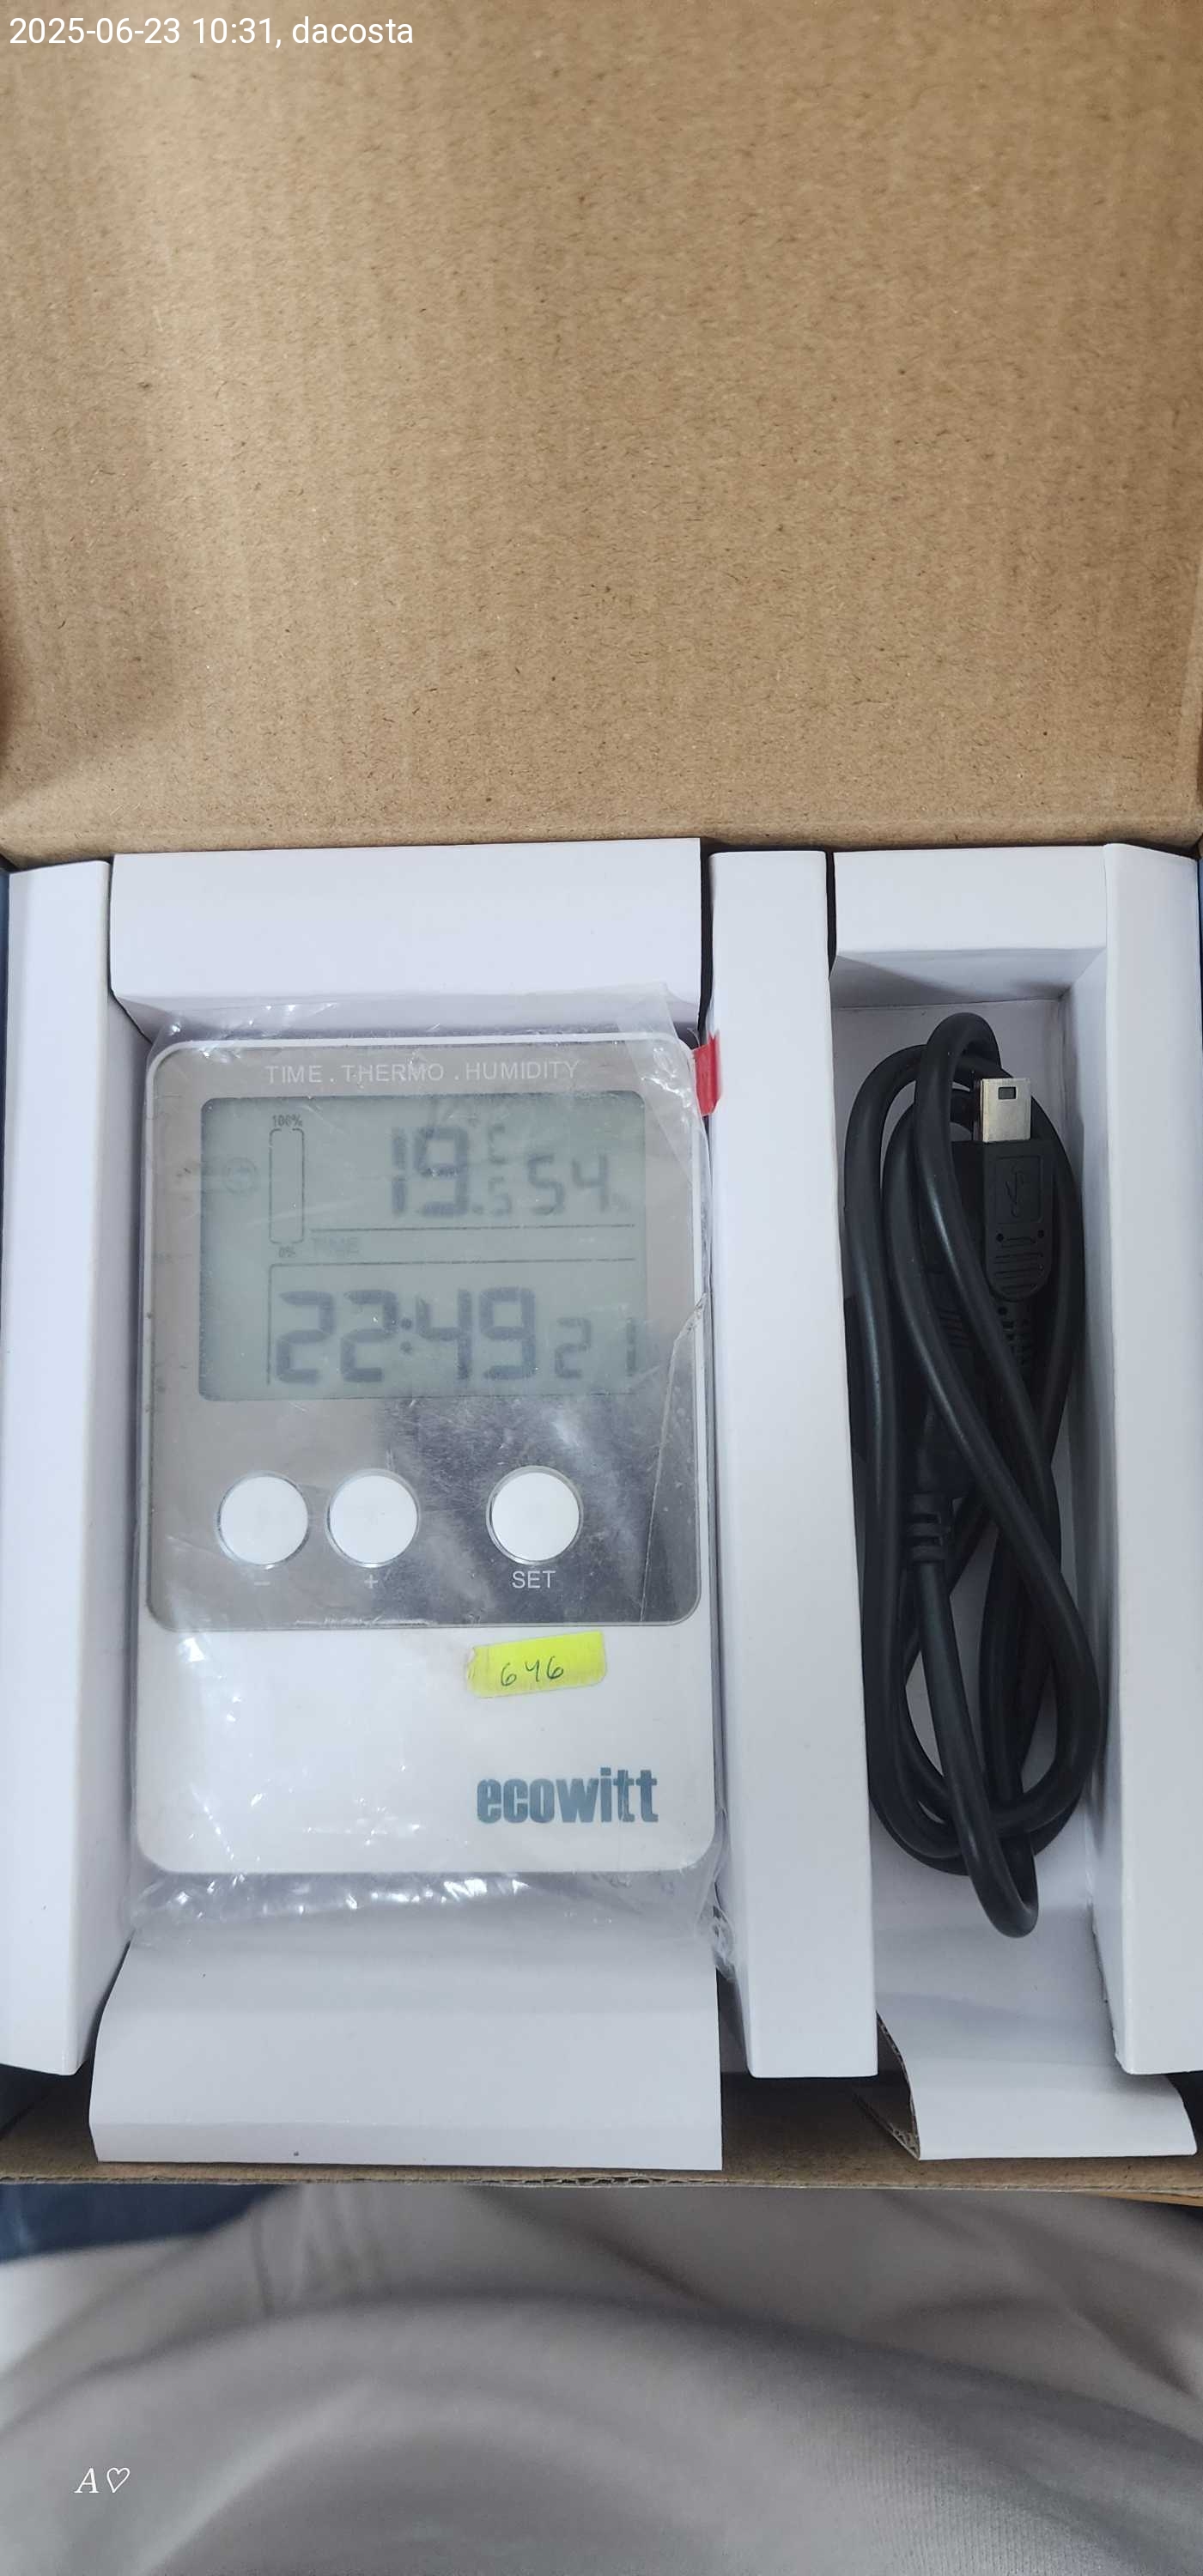 2025-06-23 10:31, dacosta
TIME . THERMO . HUMIDITY
100%
19.5 °C 54%
0%
TIME
22:49 21
- + SET
646
ecowitt
A♡